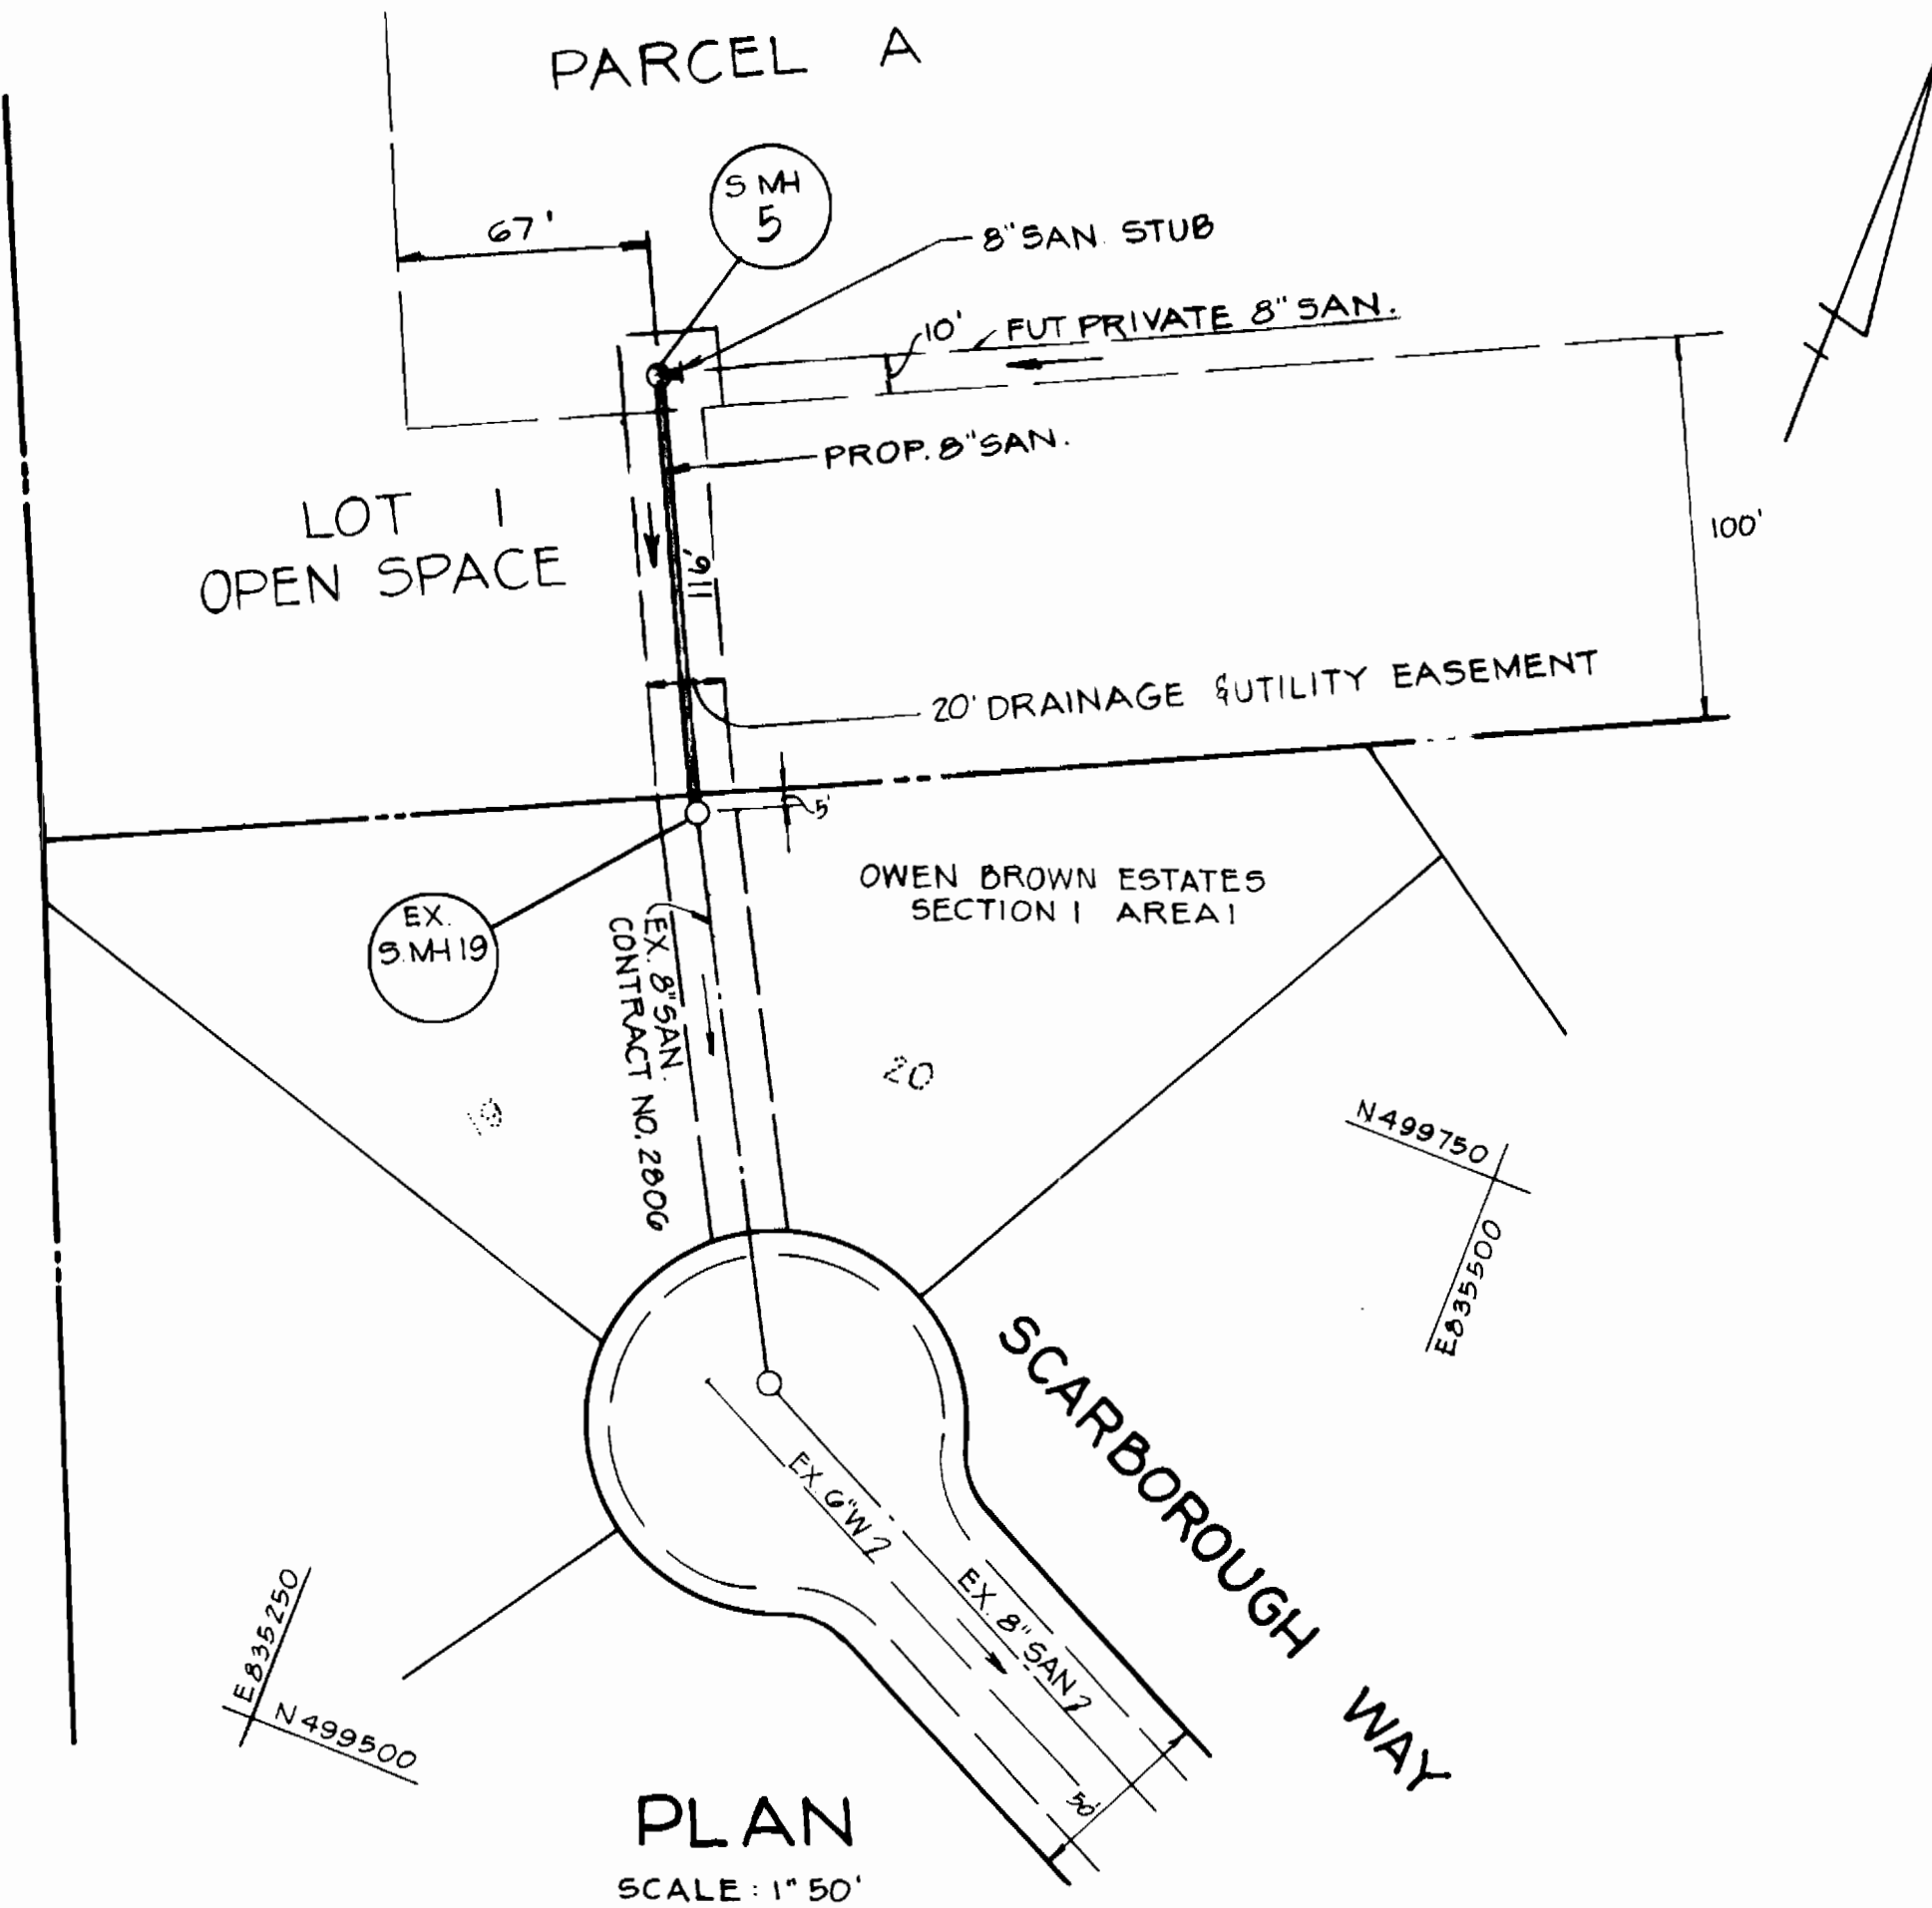 PARCEL A
S MH
5
67'
8" SAN. STUB
10'
FUT PRIVATE 8" SAN.
PROP. 8" SAN.
LOT 1
OPEN SPACE
116'
100'
20' DRAINAGE & UTILITY EASEMENT
5'
OWEN BROWN ESTATES
SECTION 1 AREA 1
EX.
S.MH 19
EX. 8" SAN.
CONTRACT NO. 2806
19
20
N499750
E835500
SCARBOROUGH WAY
EX. 6" W
EX. 8" SAN
50'
E835250
N499500
PLAN
SCALE : 1" 50'